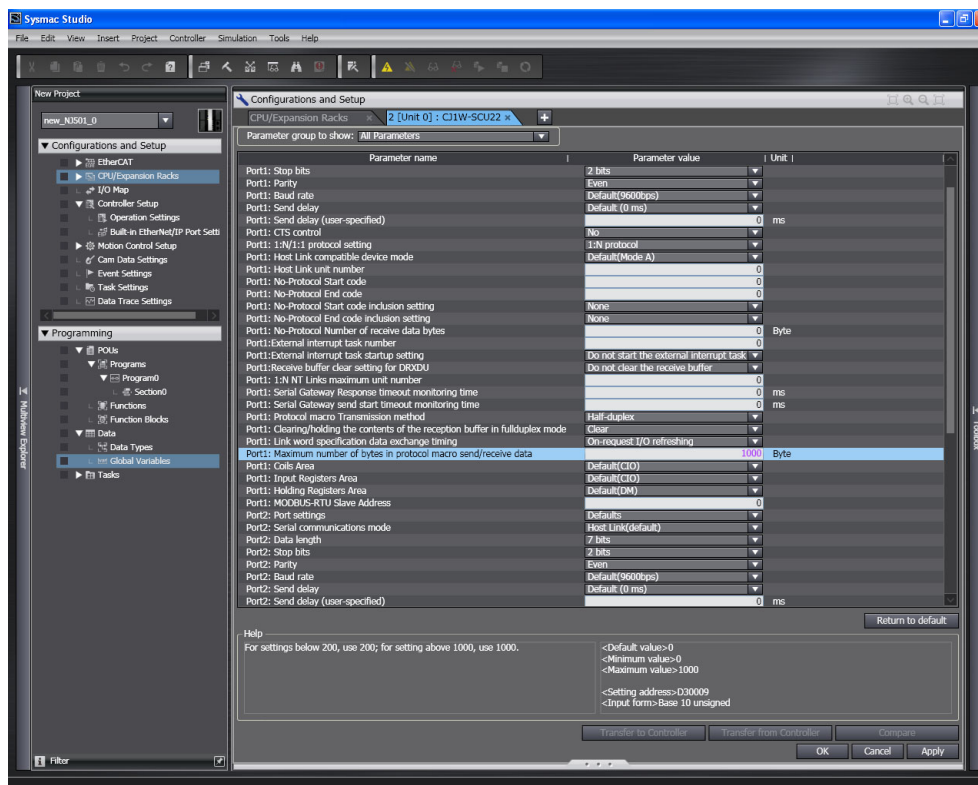 Sysmac Studio
File Edit View Insert Project Controller Simulation Tools Help
New Project
new_NJ501_0
Configurations and Setup
EtherCAT
CPU/Expansion Racks
I/O Map
Controller Setup
Operation Settings
Built-in EtherNet/IP Port Setti
Motion Control Setup
Cam Data Settings
Event Settings
Task Settings
Data Trace Settings
Programming
POUs
Programs
Program0
Section0
Functions
Function Blocks
Data
Data Types
Global Variables
Tasks
Filter
Multiview Explorer
Configurations and Setup
CPU/Expansion Racks × 2 [Unit 0] : CJ1W-SCU22 × +
Parameter group to show: All Parameters
Parameter name | Parameter value | Unit |
Port1: Stop bits 2 bits
Port1: Parity Even
Port1: Baud rate Default(9600bps)
Port1: Send delay Default (0 ms)
Port1: Send delay (user-specified) 0 ms
Port1: CTS control No
Port1: 1:N/1:1 protocol setting 1:N protocol
Port1: Host Link compatible device mode Default(Mode A)
Port1: Host Link unit number 0
Port1: No-Protocol Start code 0
Port1: No-Protocol End code 0
Port1: No-Protocol Start code inclusion setting None
Port1: No-Protocol End code inclusion setting None
Port1: No-Protocol Number of receive data bytes 0 Byte
Port1:External interrupt task number 0
Port1:External interrupt task startup setting Do not start the external interrupt task
Port1:Receive buffer clear setting for DRXDU Do not clear the receive buffer
Port1: 1:N NT Links maximum unit number 0
Port1: Serial Gateway Response timeout monitoring time 0 ms
Port1: Serial Gateway send start timeout monitoring time 0 ms
Port1: Protocol macro Transmission method Half-duplex
Port1: Clearing/holding the contents of the reception buffer in fullduplex mode Clear
Port1: Link word specification data exchange timing On-request I/O refreshing
Port1: Maximum number of bytes in protocol macro send/receive data 1000 Byte
Port1: Coils Area Default(CIO)
Port1: Input Registers Area Default(CIO)
Port1: Holding Registers Area Default(DM)
Port1: MODBUS-RTU Slave Address 0
Port2: Port settings Defaults
Port2: Serial communications mode Host Link(default)
Port2: Data length 7 bits
Port2: Stop bits 2 bits
Port2: Parity Even
Port2: Baud rate Default(9600bps)
Port2: Send delay Default (0 ms)
Port2: Send delay (user-specified) 0 ms
Return to default
Help
For settings below 200, use 200; for setting above 1000, use 1000.
<Default value>0
<Minimum value>0
<Maximum value>1000
<Setting address>D30009
<Input form>Base 10 unsigned
Transfer to Controller Transfer from Controller Compare
OK Cancel Apply
Toolbox